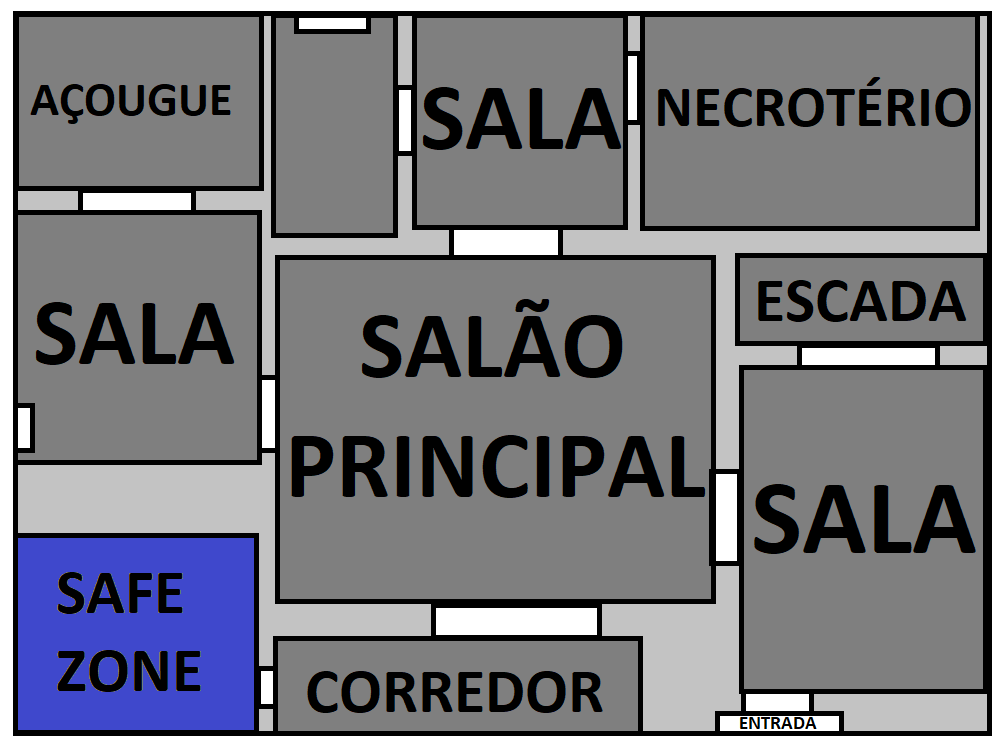 AÇOUGUE
SALA
NECROTÉRIO
SALA
SALÃO
PRINCIPAL
ESCADA
SALA
SAFE
ZONE
CORREDOR
ENTRADA